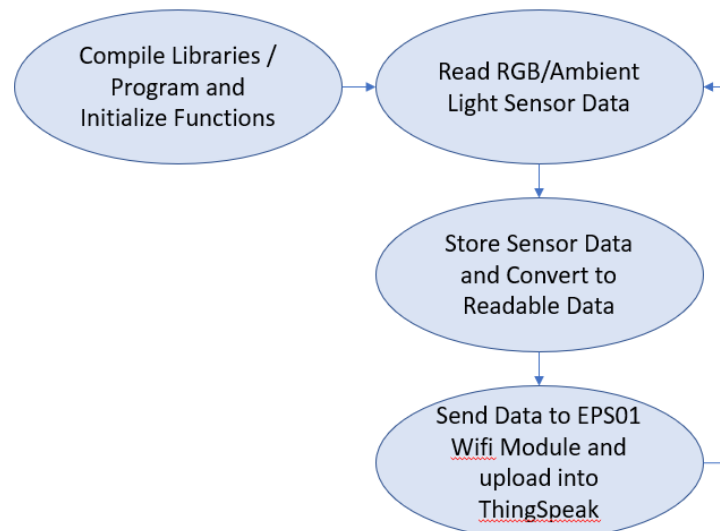 Compile Libraries /
Program and
Initialize Functions
Read RGB/Ambient
Light Sensor Data
Store Sensor Data
and Convert to
Readable Data
Send Data to EPS01
Wifi Module and
upload into
ThingSpeak